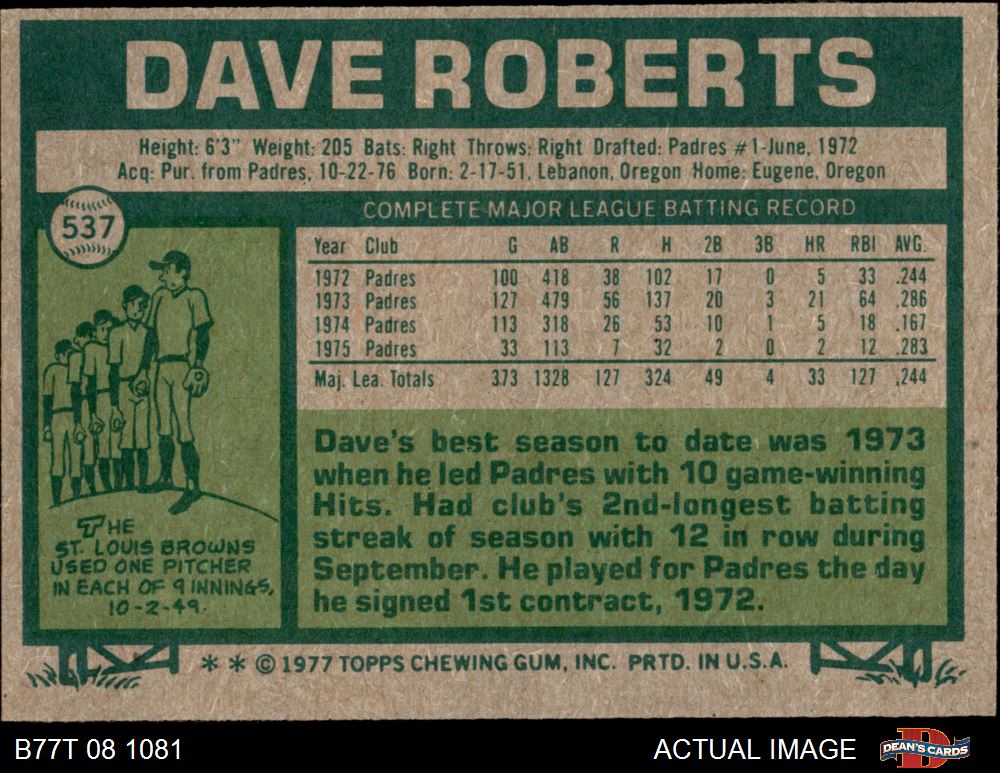 DAVE ROBERTS
Height: 6'3" Weight: 205 Bats: Right Throws: Right Drafted: Padres #1-June, 1972
Acq: Pur. from Padres, 10-22-76 Born: 2-17-51, Lebanon, Oregon Home: Eugene, Oregon
537
COMPLETE MAJOR LEAGUE BATTING RECORD
Year Club G AB R H 2B 3B HR RBI AVG.
1972 Padres 100 418 38 102 17 0 5 33 .244
1973 Padres 127 479 56 137 20 3 21 64 .286
1974 Padres 113 318 26 53 10 1 5 18 .167
1975 Padres 33 113 7 32 2 0 2 12 .283
Maj. Lea. Totals 373 1328 127 324 49 4 33 127 .244
Dave's best season to date was 1973
when he led Padres with 10 game-winning
Hits. Had club's 2nd-longest batting
streak of season with 12 in row during
September. He played for Padres the day
he signed 1st contract, 1972.
THE
ST. LOUIS BROWNS
USED ONE PITCHER
IN EACH OF 9 INNINGS,
10-2-49.
* * © 1977 TOPPS CHEWING GUM, INC. PRTD. IN U.S.A.
B77T 08 1081
ACTUAL IMAGE
DEAN'S CARDS